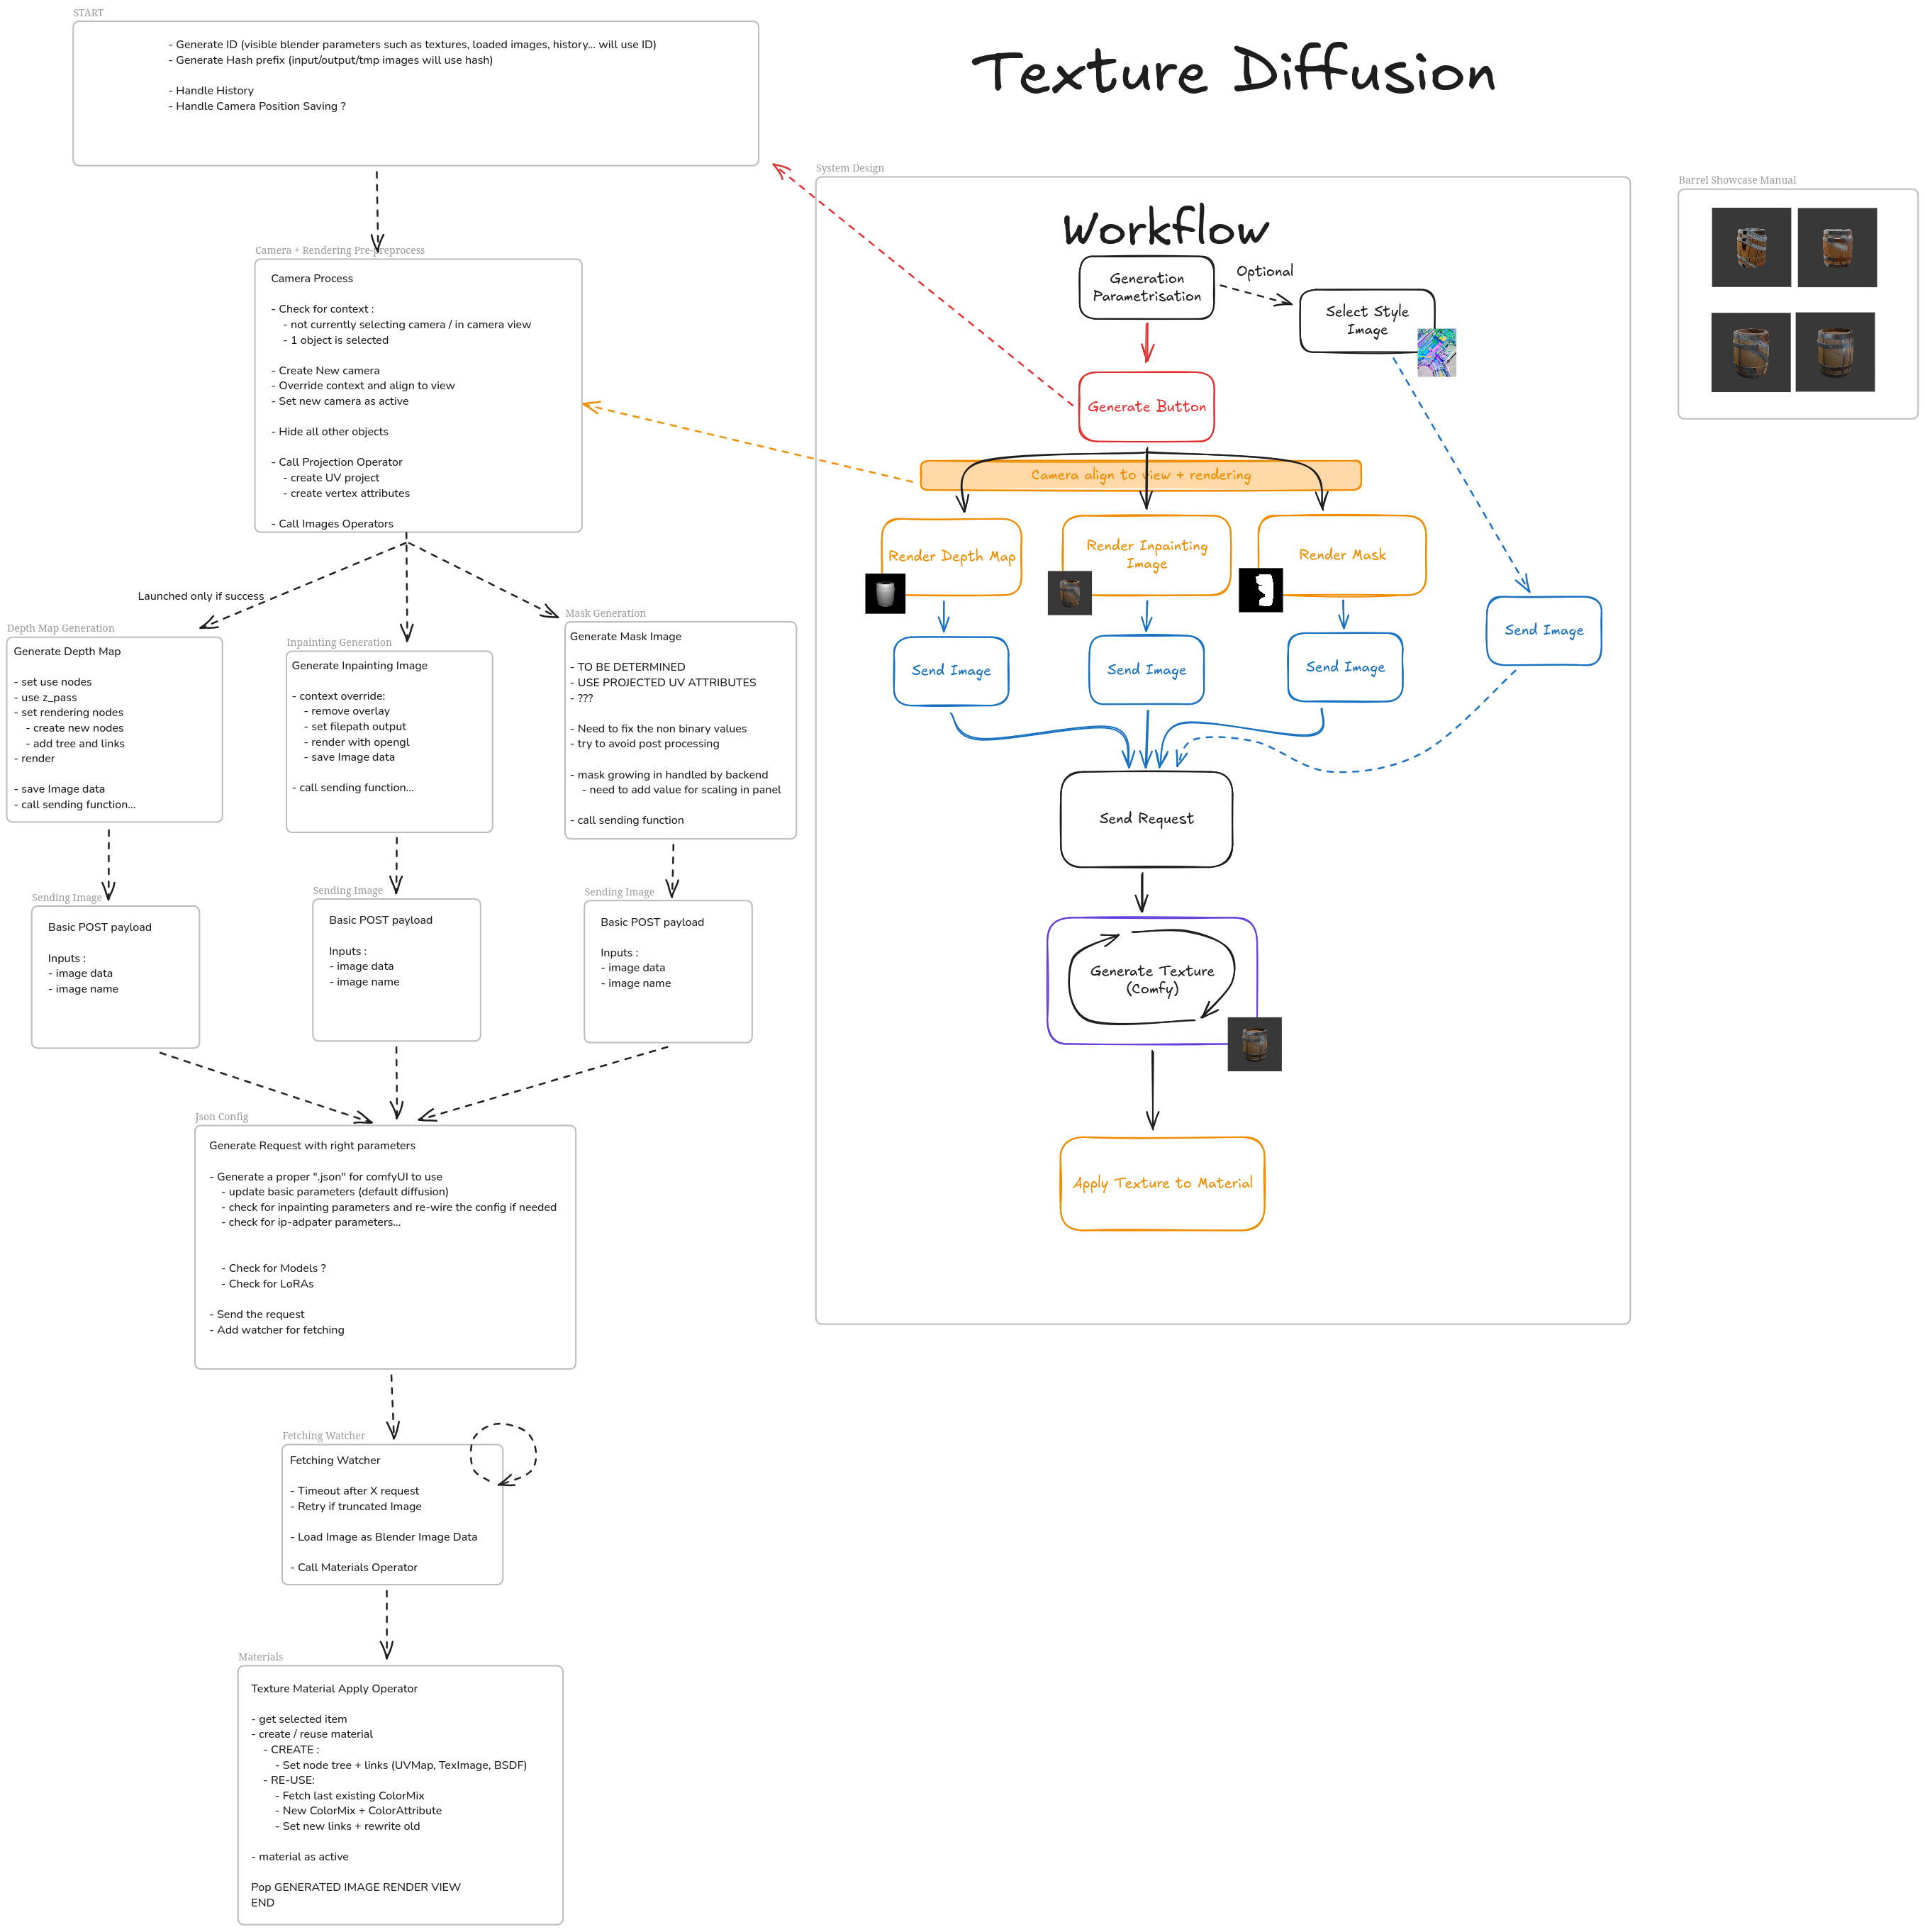 START
- Generate ID (visible blender parameters such as textures, loaded images, history... will use ID)
- Generate Hash prefix (input/output/tmp images will use hash)
- Handle History
- Handle Camera Position Saving ?
Texture Diffusion
Camera + Rendering Pre-preprocess
Camera Process
- Check for context :
- not currently selecting camera / in camera view
- 1 object is selected
- Create New camera
- Override context and align to view
- Set new camera as active
- Hide all other objects
- Call Projection Operator
- create UV project
- create vertex attributes
- Call Images Operators
Launched only if success
Depth Map Generation
Generate Depth Map
- set use nodes
- use z_pass
- set rendering nodes
- create new nodes
- add tree and links
- render
- save Image data
- call sending function...
Inpainting Generation
Generate Inpainting Image
- context override:
- remove overlay
- set filepath output
- render with opengl
- save Image data
- call sending function...
Mask Generation
Generate Mask Image
- TO BE DETERMINED
- USE PROJECTED UV ATTRIBUTES
- ???
- Need to fix the non binary values
- try to avoid post processing
- mask growing in handled by backend
- need to add value for scaling in panel
- call sending function
Sending Image
Basic POST payload
Inputs :
- image data
- image name
Sending Image
Basic POST payload
Inputs :
- image data
- image name
Sending Image
Basic POST payload
Inputs :
- image data
- image name
Json Config
Generate Request with right parameters
- Generate a proper ".json" for comfyUI to use
- update basic parameters (default diffusion)
- check for inpainting parameters and re-wire the config if needed
- check for ip-adpater parameters...
- Check for Models ?
- Check for LoRAs
- Send the request
- Add watcher for fetching
Fetching Watcher
Fetching Watcher
- Timeout after X request
- Retry if truncated Image
- Load Image as Blender Image Data
- Call Materials Operator
Materials
Texture Material Apply Operator
- get selected item
- create / reuse material
- CREATE :
- Set node tree + links (UVMap, TexImage, BSDF)
- RE-USE:
- Fetch last existing ColorMix
- New ColorMix + ColorAttribute
- Set new links + rewrite old
- material as active
Pop GENERATED IMAGE RENDER VIEW
END
System Design
Workflow
Generation
Parametrisation
Optional
Select Style
Image
Generate Button
Camera align to view + rendering
Render Depth Map
Render Inpainting
Image
Render Mask
Send Image
Send Image
Send Image
Send Image
Send Request
Generate Texture
(Comfy)
Apply Texture to Material
Barrel Showcase Manual